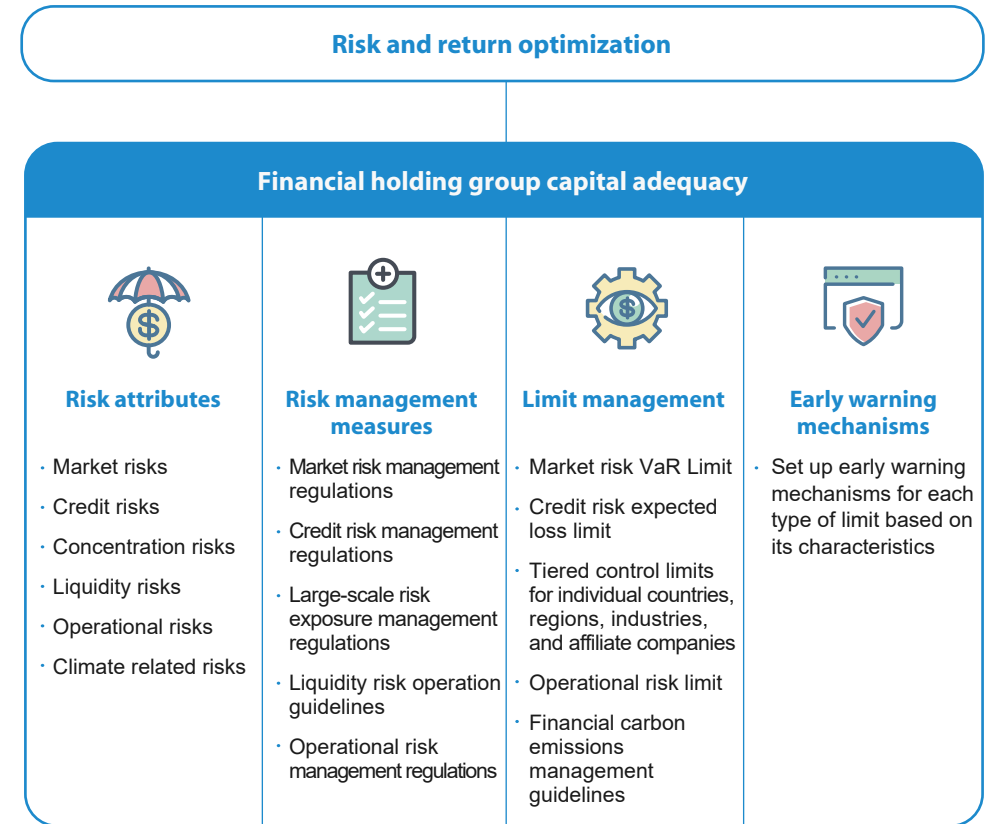 Risk and return optimization
Financial holding group capital adequacy
Risk attributes
· Market risks
· Credit risks
· Concentration risks
· Liquidity risks
· Operational risks
· Climate related risks
Risk management
measures
· Market risk management
regulations
· Credit risk management
regulations
· Large-scale risk
exposure management
regulations
· Liquidity risk operation
guidelines
· Operational risk
management regulations
$
Limit management
· Market risk VaR Limit
· Credit risk expected
loss limit
· Tiered control limits
for individual countries,
regions, industries,
and affiliate companies
· Operational risk limit
· Financial carbon
emissions
management
guidelines
$
Early warning
mechanisms
· Set up early warning
mechanisms for each
type of limit based on
its characteristics